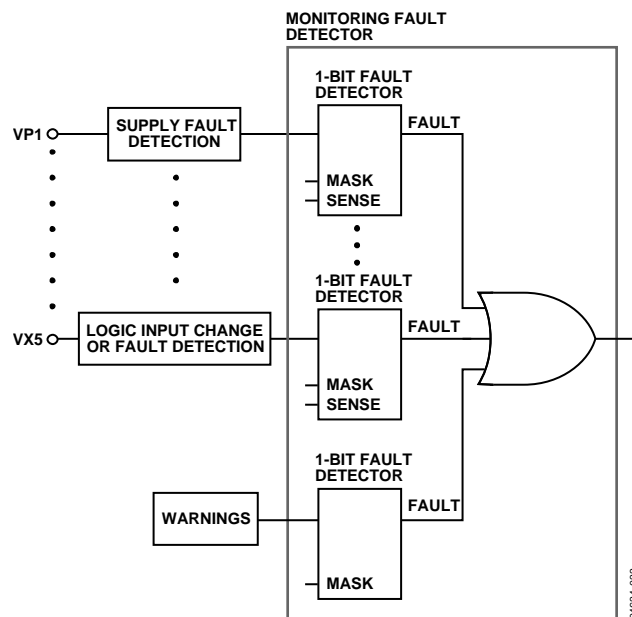 MONITORING FAULT
DETECTOR
1-BIT FAULT
DETECTOR
VP1
SUPPLY FAULT
DETECTION
FAULT
MASK
SENSE
1-BIT FAULT
DETECTOR
VX5
LOGIC INPUT CHANGE
OR FAULT DETECTION
FAULT
MASK
SENSE
1-BIT FAULT
DETECTOR
WARNINGS
FAULT
MASK